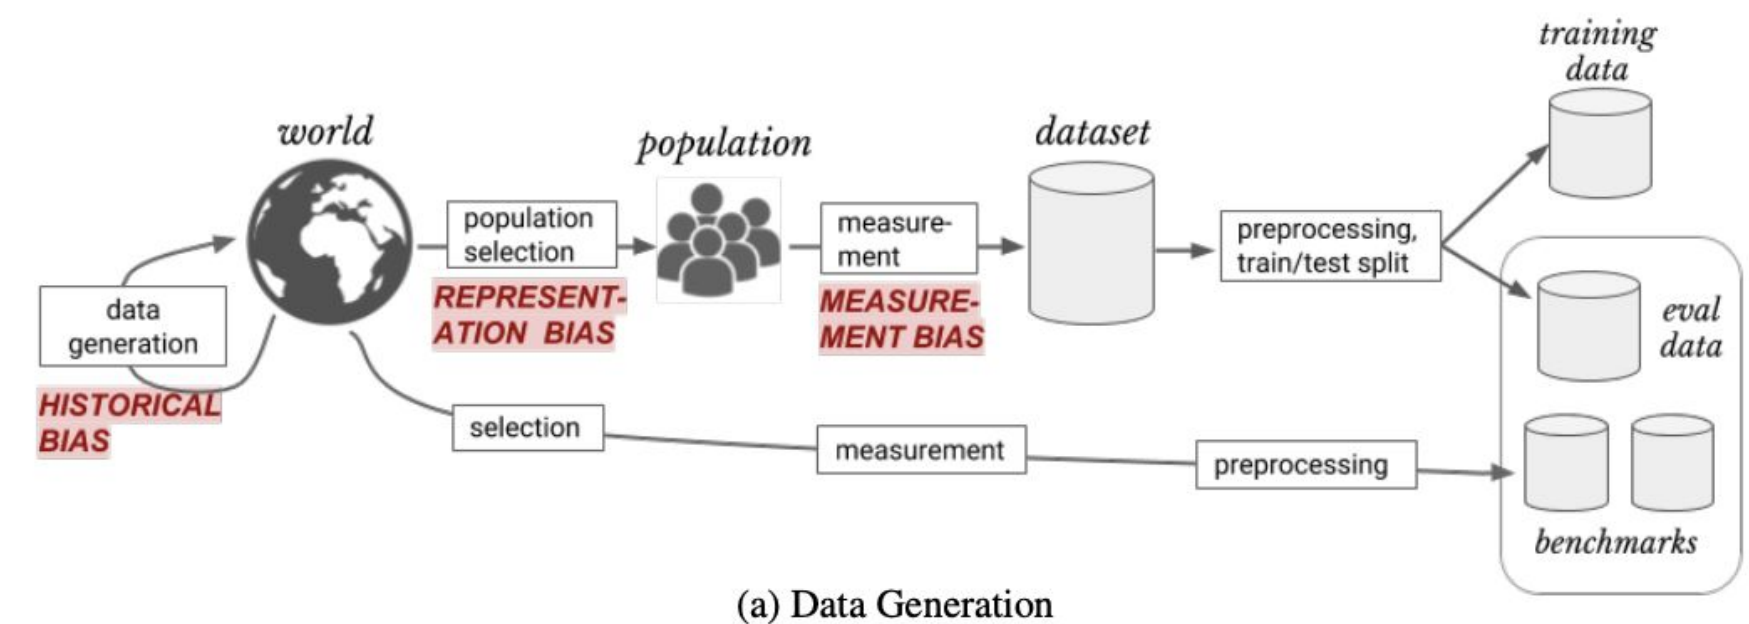 training
data
world
population
dataset
population
selection
measure-
ment
preprocessing,
train/test split
REPRESENT-
ATION BIAS
MEASURE-
MENT BIAS
data
generation
eval
data
HISTORICAL
BIAS
selection
measurement
preprocessing
benchmarks
(a) Data Generation